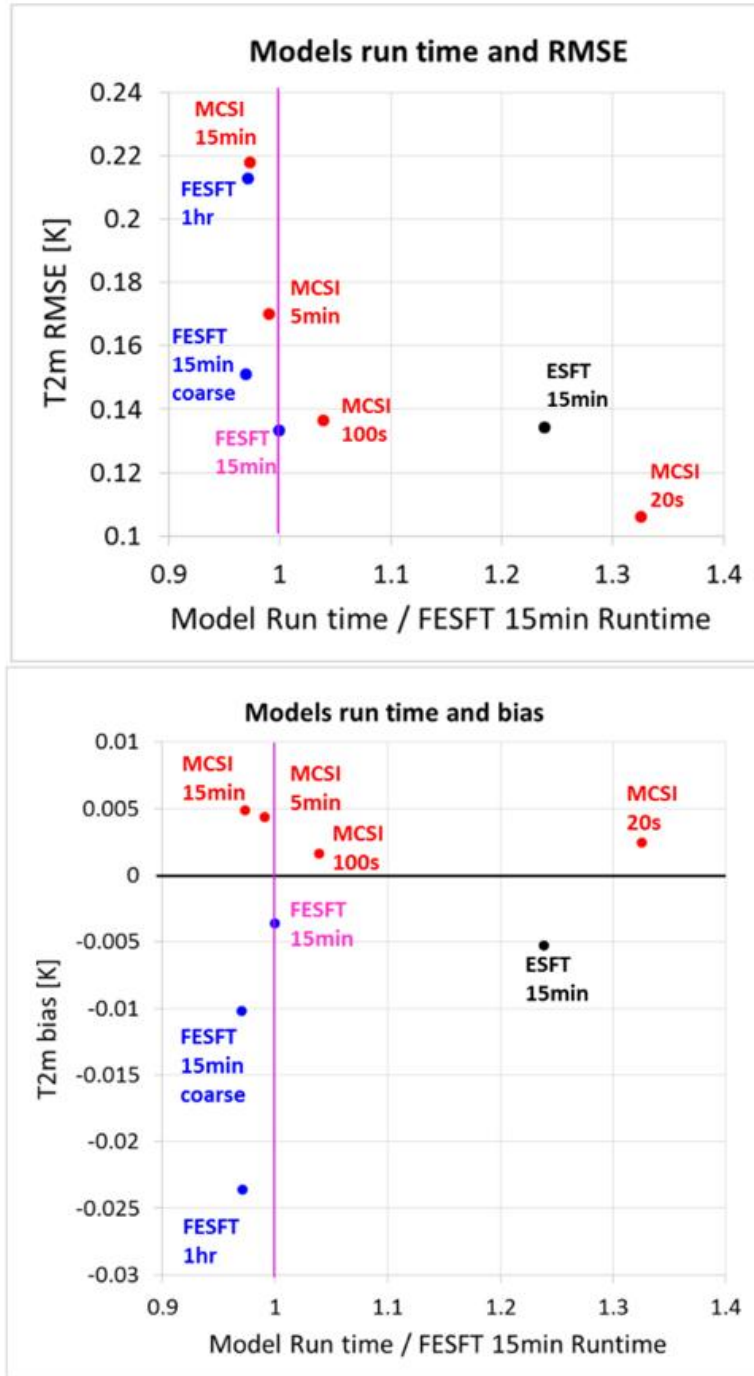 Models run time and RMSE
0.24
0.22
0.2
0.18
0.16
0.14
0.12
0.1
T2m RMSE [K]
MCSI
15min
FESFT
1hr
MCSI
5min
FESFT
15min
coarse
FESFT
15min
MCSI
100s
ESFT
15min
MCSI
20s
0.9 1 1.1 1.2 1.3 1.4
Model Run time / FESFT 15min Runtime
Models run time and bias
0.01
0.005
0
-0.005
-0.01
-0.015
-0.02
-0.025
-0.03
T2m bias [K]
MCSI
15min
MCSI
5min
MCSI
100s
MCSI
20s
FESFT
15min
ESFT
15min
FESFT
15min
coarse
FESFT
1hr
0.9 1 1.1 1.2 1.3 1.4
Model Run time / FESFT 15min Runtime